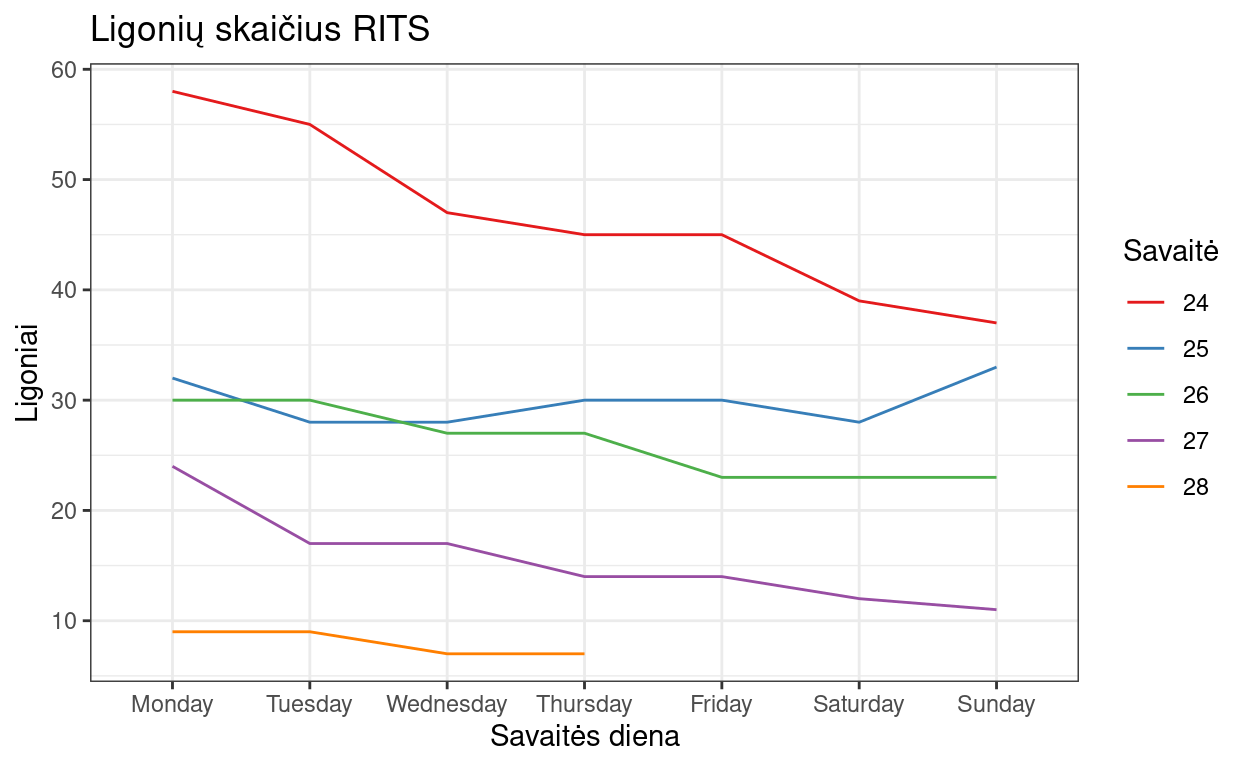 Ligonių skaičius RITS
60
50
40
30
20
10
Ligoniai
Monday Tuesday Wednesday Thursday Friday Saturday Sunday
Savaitės diena
Savaitė
24
25
26
27
28